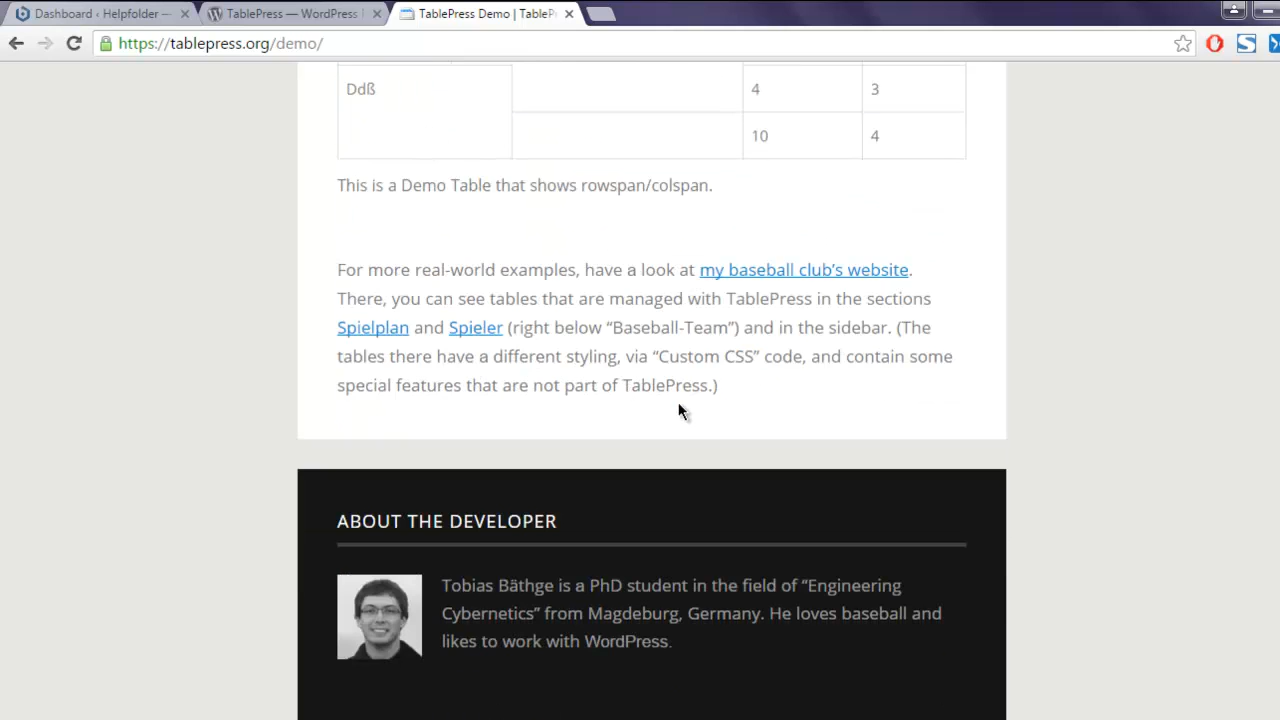 Dashboard ‹ Helpfolder —
TablePress — WordPress
TablePress Demo | TableP
https://tablepress.org/demo/
Ddß
4
3
10
4
This is a Demo Table that shows rowspan/colspan.
For more real-world examples, have a look at my baseball club’s website.
There, you can see tables that are managed with TablePress in the sections
Spielplan and Spieler (right below “Baseball-Team”) and in the sidebar. (The
tables there have a different styling, via “Custom CSS” code, and contain some
special features that are not part of TablePress.)
ABOUT THE DEVELOPER
Tobias Bäthge is a PhD student in the field of “Engineering
Cybernetics” from Magdeburg, Germany. He loves baseball and
likes to work with WordPress.